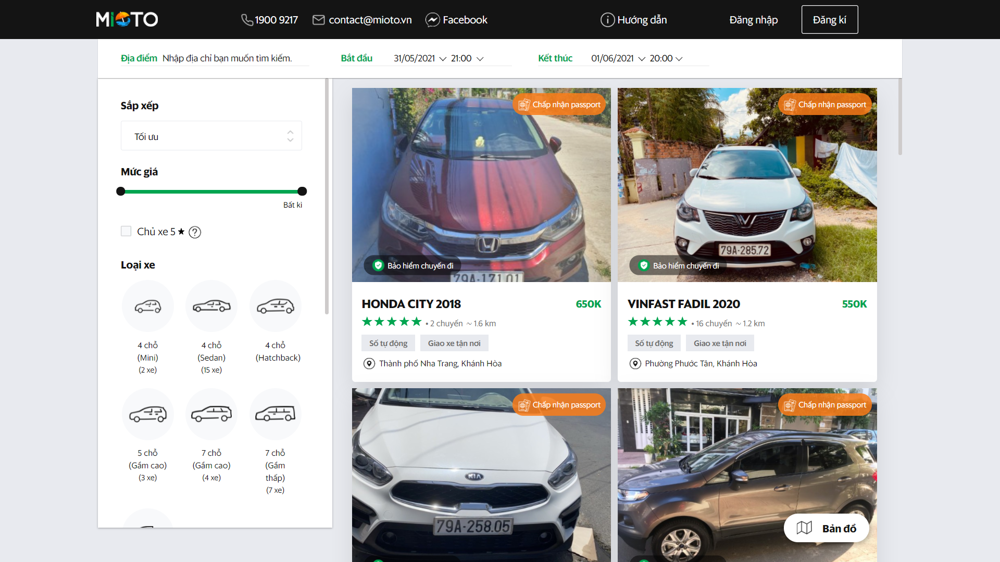 MiOTO
1900 9217
contact@mioto.vn
Facebook
Hướng dẫn
Đăng nhập
Đăng kí
Địa điểm Nhập địa chỉ bạn muốn tìm kiếm.
Bắt đầu 31/05/2021 21:00
Kết thúc 01/06/2021 20:00
Sắp xếp
Tối ưu
Mức giá
Bất kì
Chủ xe 5 ★
Loại xe
4 chỗ
(Mini)
(2 xe)
4 chỗ
(Sedan)
(15 xe)
4 chỗ
(Hatchback)
5 chỗ
(Gầm cao)
(3 xe)
7 chỗ
(Gầm cao)
(4 xe)
7 chỗ
(Gầm
thấp)
(7 xe)
Chấp nhận passport
79A-171.01
Bảo hiểm chuyến đi
HONDA CITY 2018 650K
• 2 chuyến ~ 1.6 km
Số tự động Giao xe tận nơi
Thành phố Nha Trang, Khánh Hòa
Chấp nhận passport
79A-285.72
Bảo hiểm chuyến đi
VINFAST FADIL 2020 550K
• 16 chuyến ~ 1.2 km
Số tự động Giao xe tận nơi
Phường Phước Tân, Khánh Hòa
Chấp nhận passport
KIA
79A-258.05
Chấp nhận passport
Bản đồ